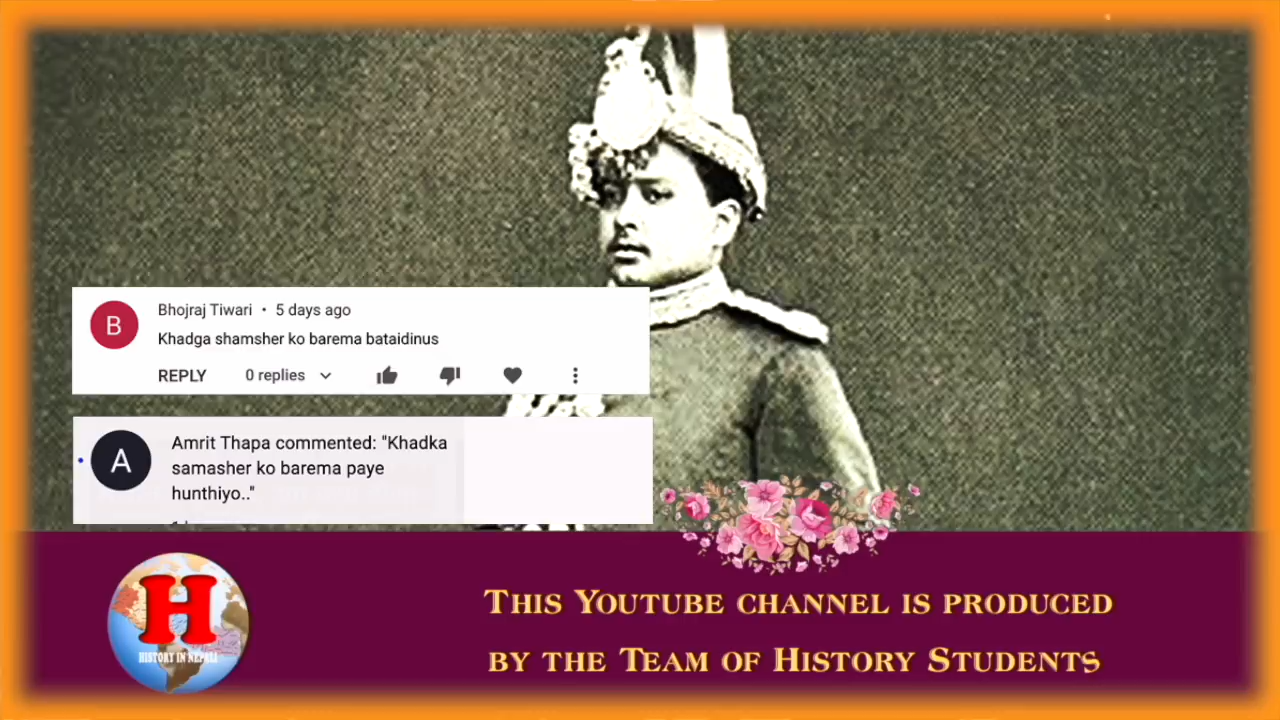 B
Bhojraj Tiwari • 5 days ago
Khadga shamsher ko barema bataidinus
REPLY 0 replies
A
Amrit Thapa commented: "Khadka
samasher ko barema paye
hunthiyo.."
H
HISTORY IN NEPALI
THIS YOUTUBE CHANNEL IS PRODUCED
BY THE TEAM OF HISTORY STUDENTS